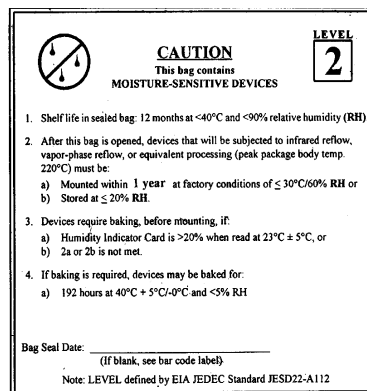 LEVEL
2
CAUTION
This bag contains
MOISTURE-SENSITIVE DEVICES
1. Shelf life in sealed bag: 12 months at <40°C and <90% relative humidity (RH)
2. After this bag is opened, devices that will be subjected to infrared reflow,
vapor-phase reflow, or equivalent processing (peak package body temp.
220°C) must be:
a) Mounted within 1 year at factory conditions of ≤ 30°C/60% RH or
b) Stored at ≤ 20% RH.
3. Devices require baking, before mounting, if:
a) Humidity Indicator Card is >20% when read at 23°C ± 5°C, or
b) 2a or 2b is not met.
4. If baking is required, devices may be baked for:
a) 192 hours at 40°C + 5°C/-0°C and <5% RH
Bag Seal Date:
(If blank, see bar code label)
Note: LEVEL defined by EIA JEDEC Standard JESD22-A112